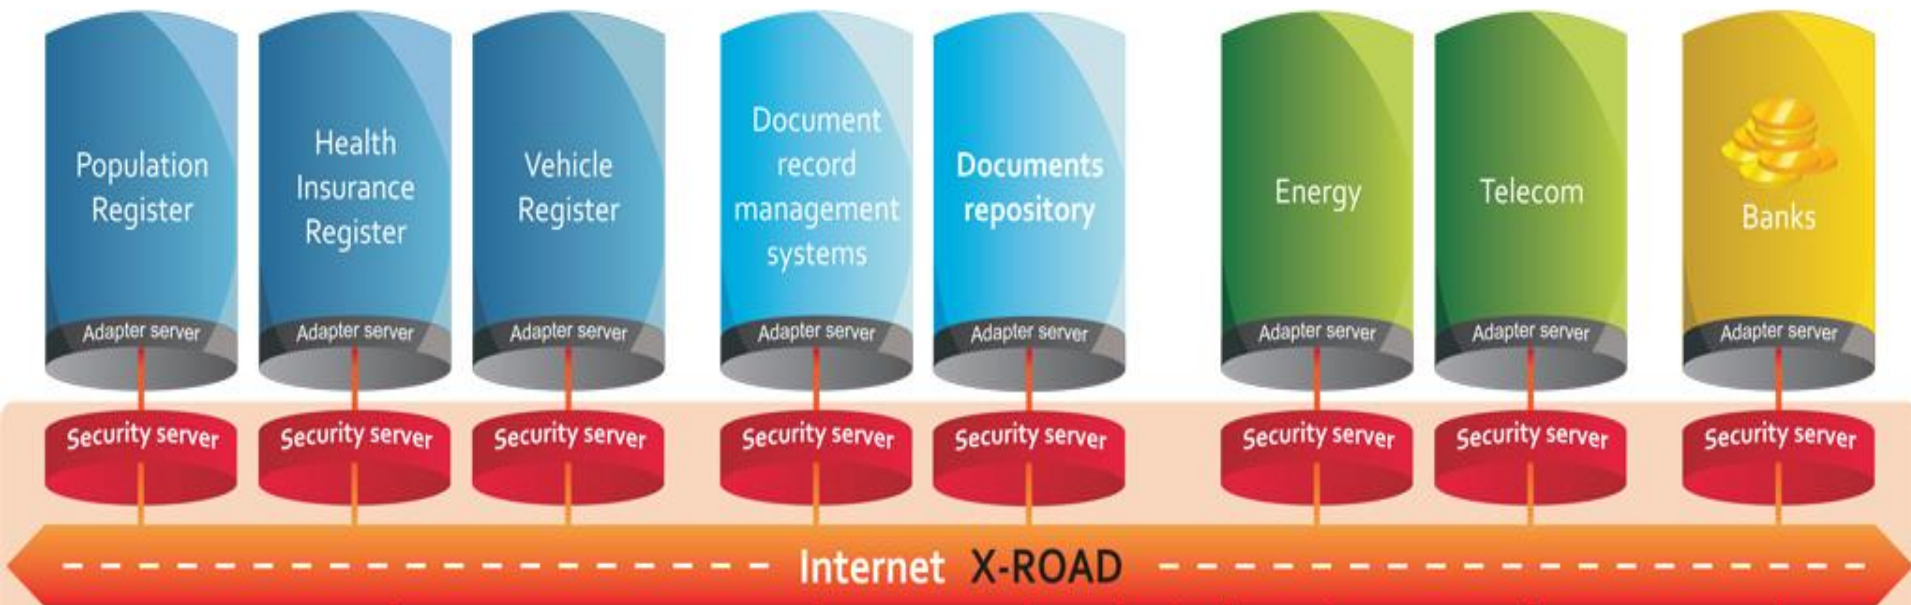 Population
Register
Health
Insurance
Register
Vehicle
Register
Document
record
management
systems
Documents
repository
Energy
Telecom
Banks
Adapter server
Adapter server
Adapter server
Adapter server
Adapter server
Adapter server
Adapter server
Adapter server
Security server
Security server
Security server
Security server
Security server
Security server
Security server
Security server
Internet X-ROAD